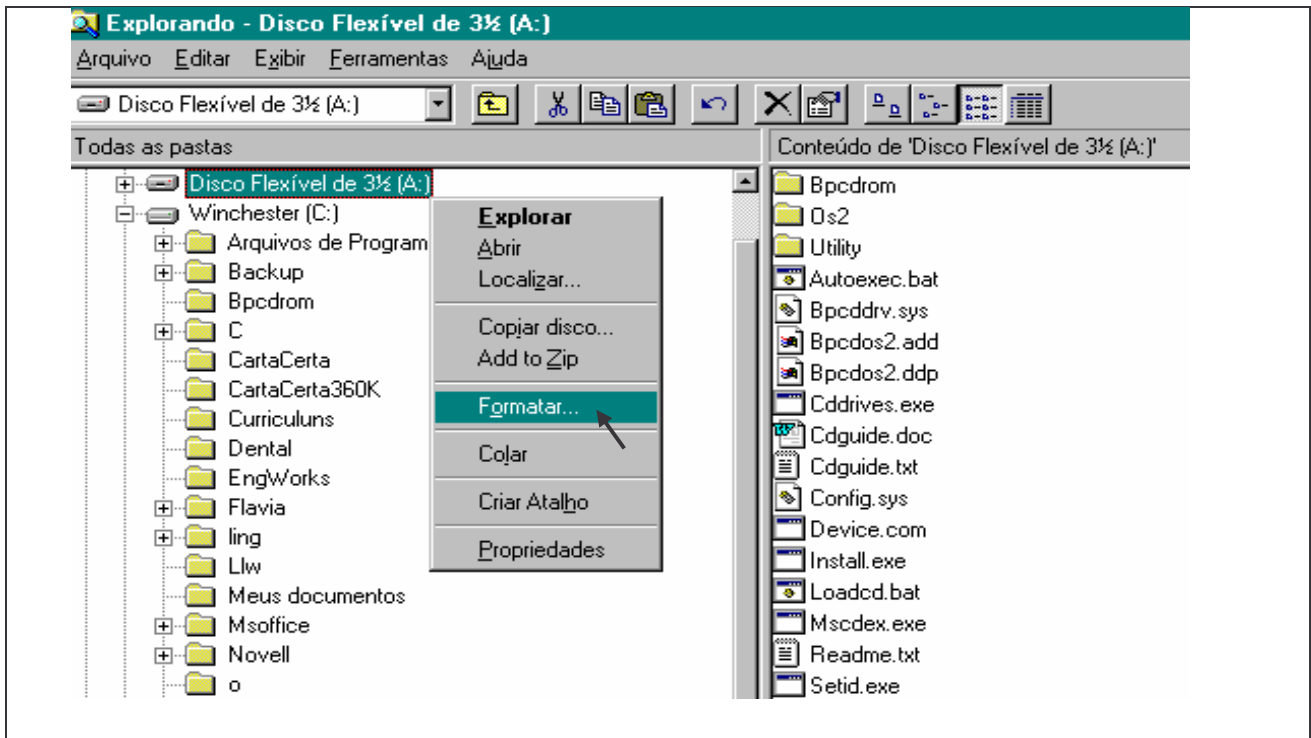 Explorando - Disco Flexível de 3½ (A:)
Arquivo Editar Exibir Ferramentas Ajuda
Disco Flexível de 3½ (A:)
Todas as pastas
Disco Flexível de 3½ (A:)
Winchester (C:)
Arquivos de Program
Backup
Bpcdrom
C
CartaCerta
CartaCerta360K
Curriculuns
Dental
EngWorks
Flavia
ling
Llw
Meus documentos
Msoffice
Novell
o
Explorar
Abrir
Localizar...
Copiar disco...
Add to Zip
Formatar...
Colar
Criar Atalho
Propriedades
Conteúdo de 'Disco Flexível de 3½ (A:)'
Bpcdrom
Os2
Utility
Autoexec.bat
Bpcddrv.sys
Bpcdos2.add
Bpcdos2.ddp
Cddrives.exe
Cdguide.doc
Cdguide.txt
Config.sys
Device.com
Install.exe
Loadcd.bat
Mscdex.exe
Readme.txt
Setid.exe